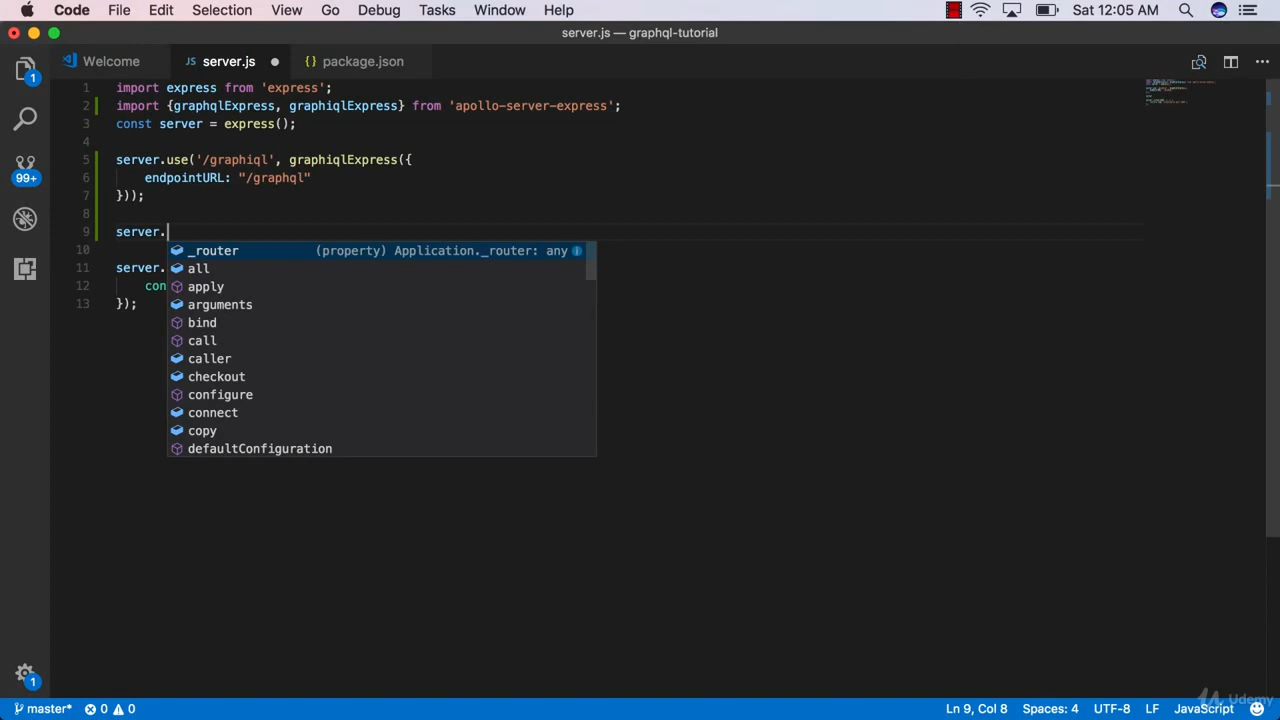 Code File Edit Selection View Go Debug Tasks Window Help Sat 12:05 AM
server.js — graphql-tutorial
Welcome JS server.js { } package.json
1 import express from 'express';
2 import {graphqlExpress, graphiqlExpress} from 'apollo-server-express';
3 const server = express();
4
5 server.use('/graphiql', graphiqlExpress({
6 endpointURL: "/graphql"
7 }));
8
9 server.
10
11 server.
12 con
13 });
_router (property) Application._router: any
all
apply
arguments
bind
call
caller
checkout
configure
connect
copy
defaultConfiguration
1
99+
1
master* 0 0 Ln 9, Col 8 Spaces: 4 UTF-8 LF JavaScript
Udemy